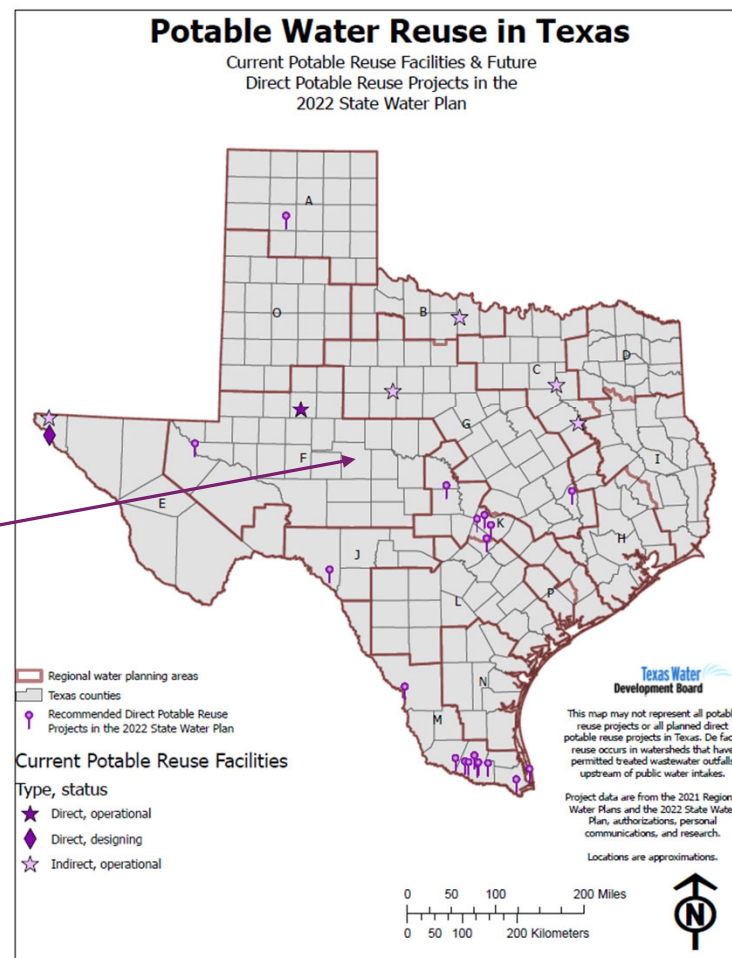 Potable Water Reuse in Texas
Current Potable Reuse Facilities & Future
Direct Potable Reuse Projects in the
2022 State Water Plan
A
O
B
C
D
G
F
I
E
K
H
J
L
P
N
M
Regional water planning areas
Texas counties
Recommended Direct Potable Reuse
Projects in the 2022 State Water Plan
Current Potable Reuse Facilities
Type, status
Direct, operational
Direct, designing
Indirect, operational
Texas Water
Development Board
This map may not represent all potabl
reuse projects or all planned direct
potable reuse projects in Texas. De fac
reuse occurs in watersheds that have
permitted treated wastewater outfalls
upstream of public water intakes.
Project data are from the 2021 Region
Water Plans and the 2022 State Wate
Plan, authorizations, personal
communications, and research.
Locations are approximations.
0 50 100 200 Miles
0 50 100 200 Kilometers
N